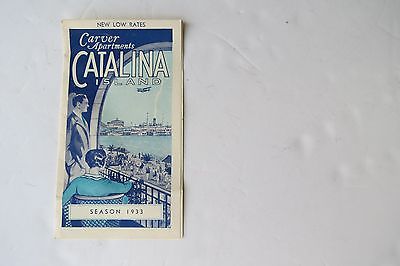 NEW LOW RATES
Carver
Apartments
CATALINA
ISLAND
SEASON 1933